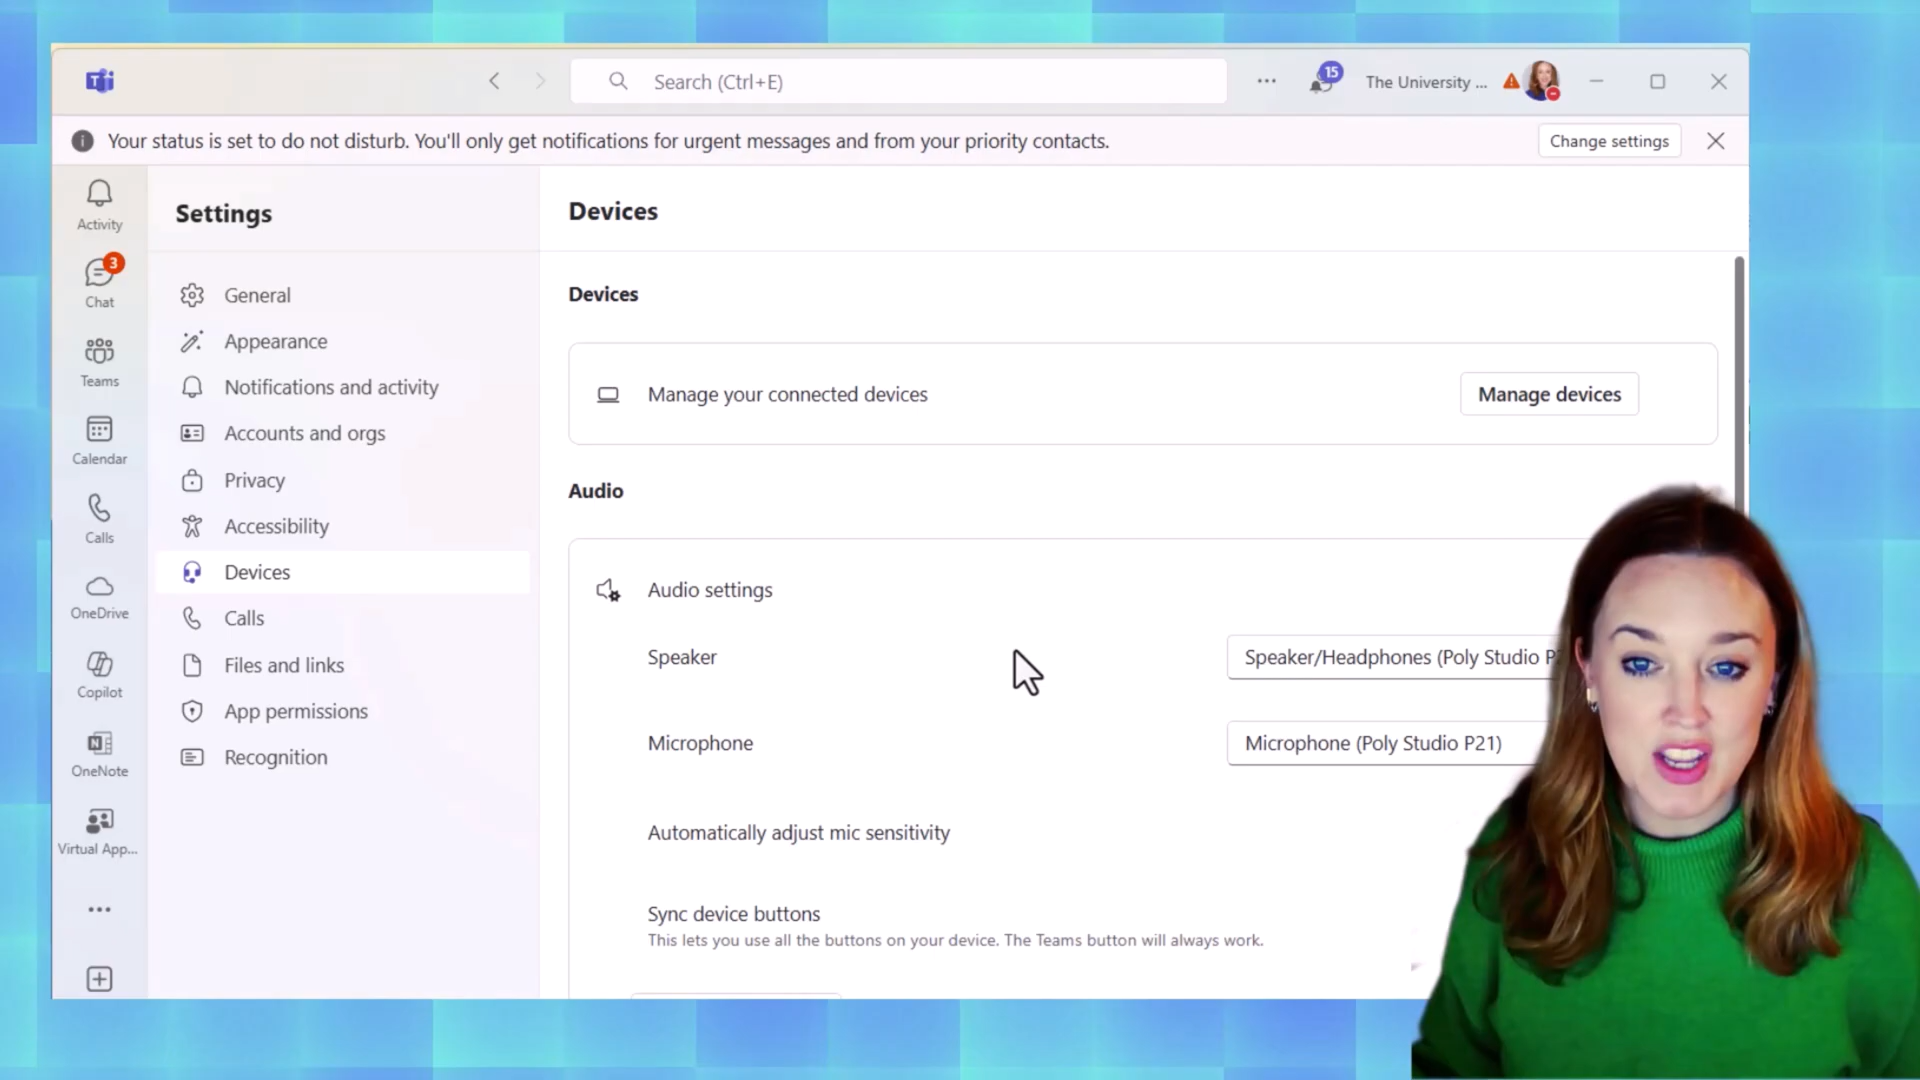 Search (Ctrl+E)
15
The University ...
Your status is set to do not disturb. You'll only get notifications for urgent messages and from your priority contacts.
Change settings
Activity
3
Chat
Teams
Calendar
Calls
OneDrive
Copilot
OneNote
Virtual App...
Settings
General
Appearance
Notifications and activity
Accounts and orgs
Privacy
Accessibility
Devices
Calls
Files and links
App permissions
Recognition
Devices
Devices
Manage your connected devices
Manage devices
Audio
Audio settings
Speaker
Speaker/Headphones (Poly Studio
Microphone
Microphone (Poly Studio P21)
Automatically adjust mic sensitivity
Sync device buttons
This lets you use all the buttons on your device. The Teams button will always work.